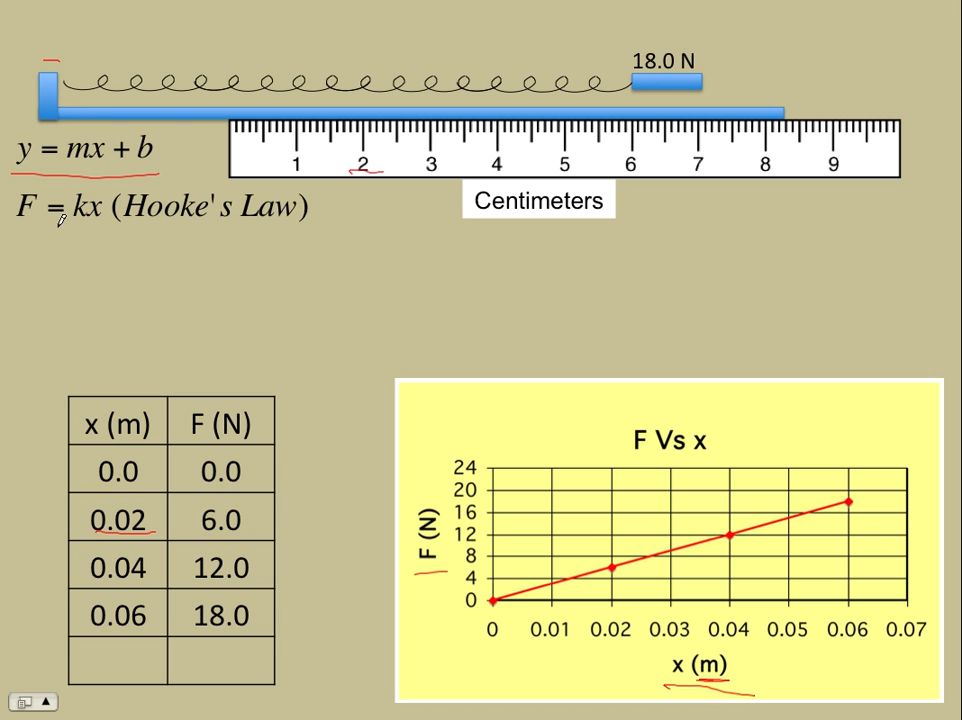 18.0 N
1 2 3 4 5 6 7 8 9
Centimeters
y = mx + b
F = kx (Hooke's Law)
x (m) F (N)
0.0 0.0
0.02 6.0
0.04 12.0
0.06 18.0
F Vs x
F (N)
24
20
16
12
8
4
0
0 0.01 0.02 0.03 0.04 0.05 0.06 0.07
x (m)